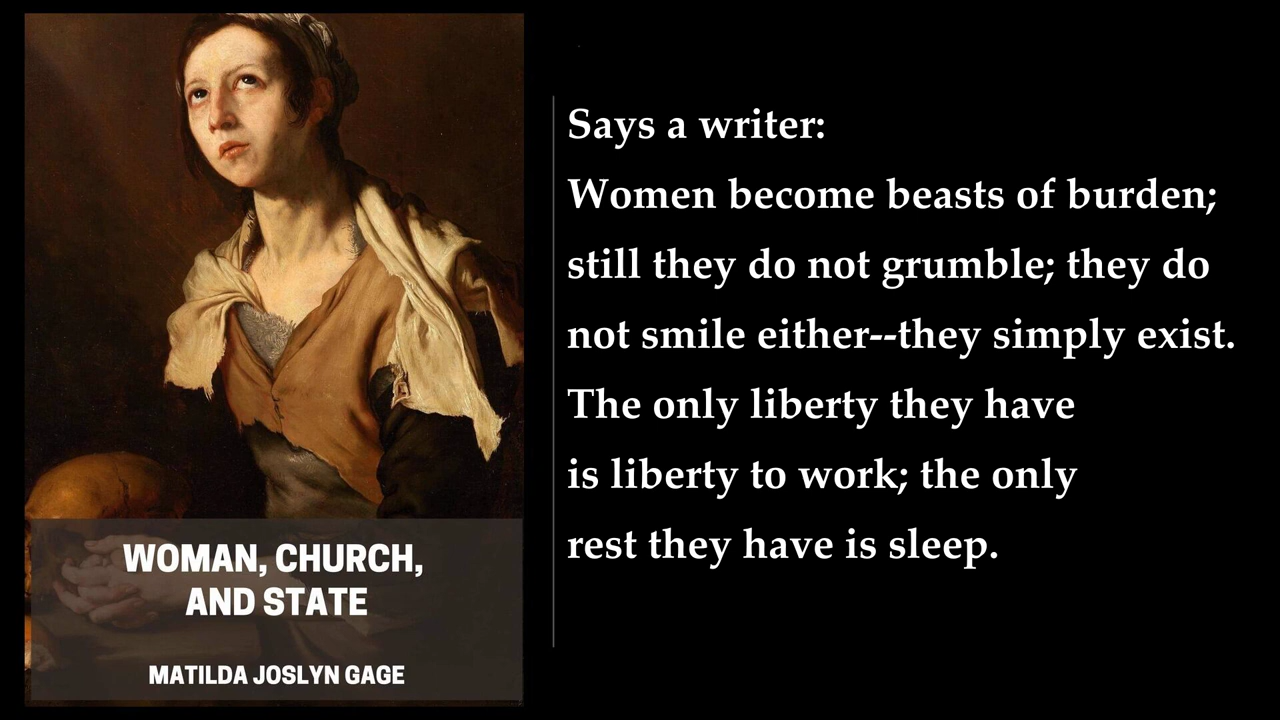 WOMAN, CHURCH,
AND STATE
MATILDA JOSLYN GAGE
Says a writer:
Women become beasts of burden;
still they do not grumble; they do
not smile either--they simply exist.
The only liberty they have
is liberty to work; the only
rest they have is sleep.